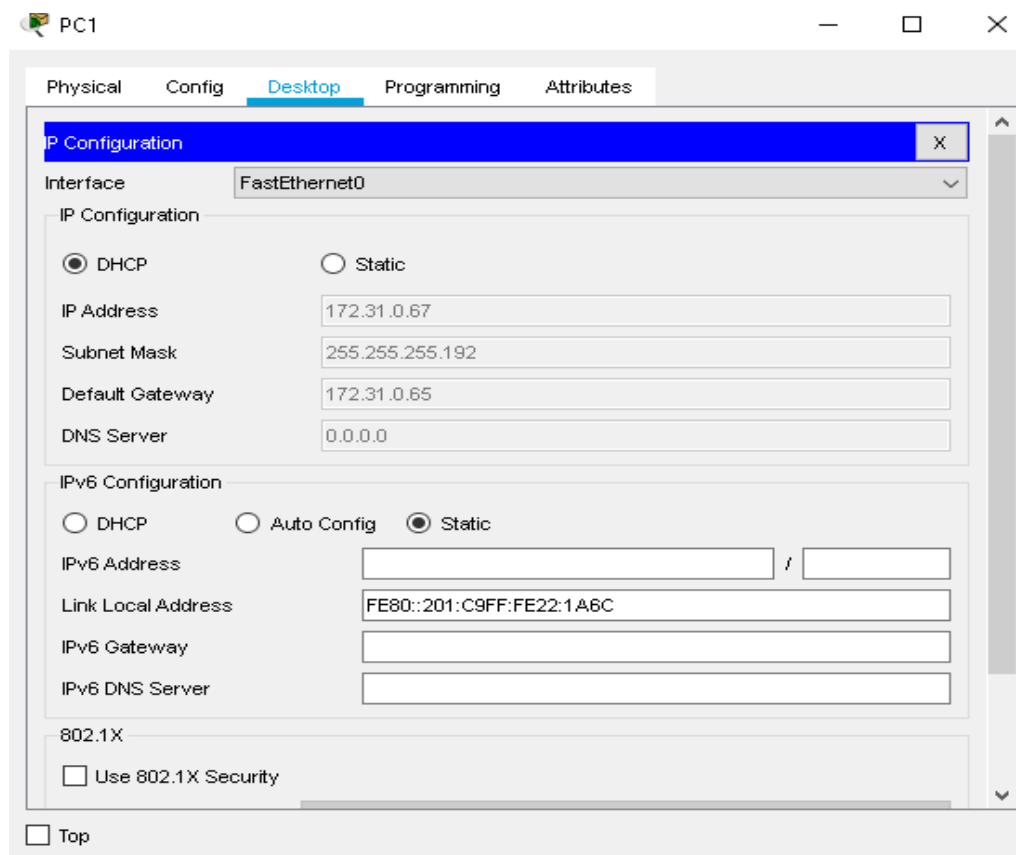 PC1
Physical Config Desktop Programming Attributes
IP Configuration X
Interface FastEthernet0
IP Configuration
DHCP Static
IP Address 172.31.0.67
Subnet Mask 255.255.255.192
Default Gateway 172.31.0.65
DNS Server 0.0.0.0
IPv6 Configuration
DHCP Auto Config Static
IPv6 Address /
Link Local Address FE80::201:C9FF:FE22:1A6C
IPv6 Gateway
IPv6 DNS Server
802.1X
Use 802.1X Security
Top